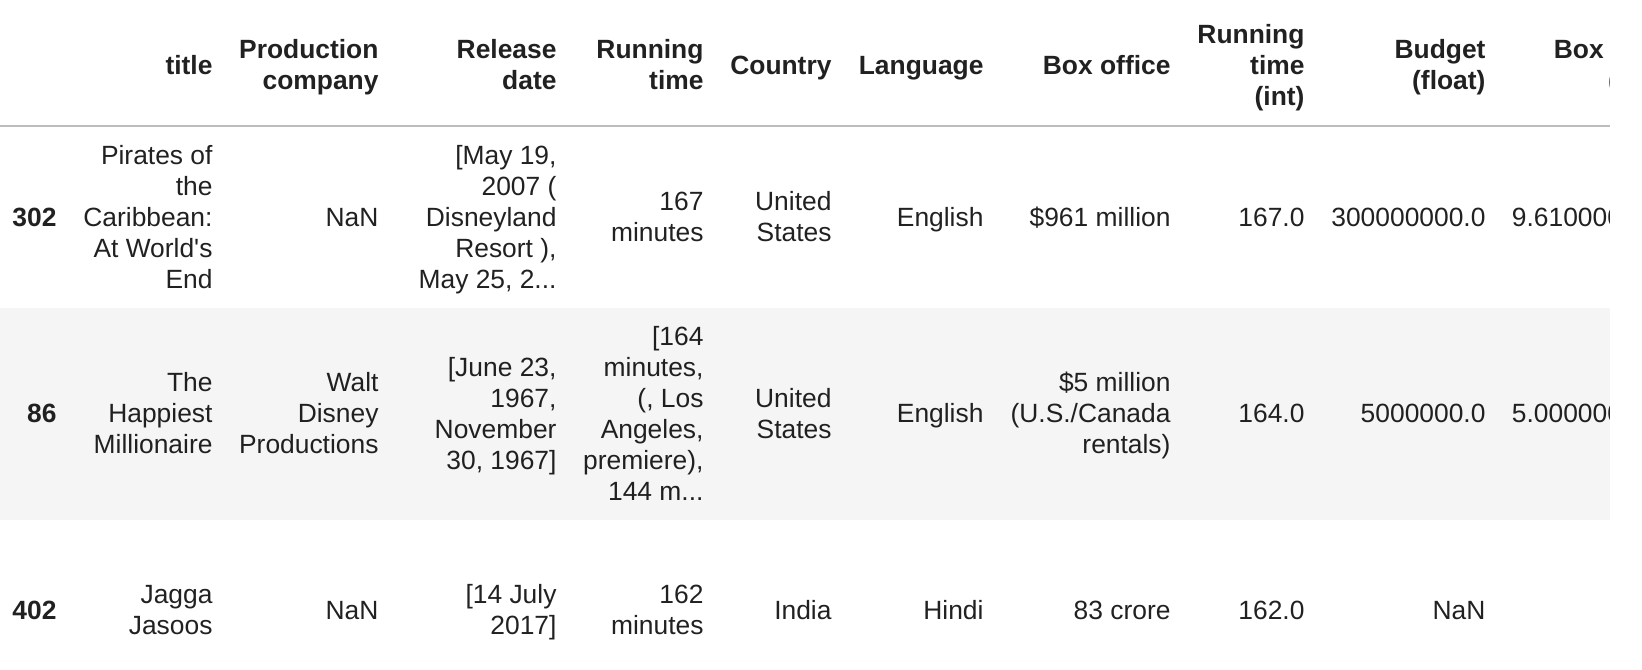 title Production company Release date Running time Country Language Box office Running time (int) Budget (float) Box
302 Pirates of the Caribbean: At World's End NaN [May 19, 2007 ( Disneyland Resort ), May 25, 2... 167 minutes United States English $961 million 167.0 300000000.0 9.61000
86 The Happiest Millionaire Walt Disney Productions [June 23, 1967, November 30, 1967] [164 minutes, (, Los Angeles, premiere), 144 m... United States English $5 million (U.S./Canada rentals) 164.0 5000000.0 5.00000
402 Jagga Jasoos NaN [14 July 2017] 162 minutes India Hindi 83 crore 162.0 NaN